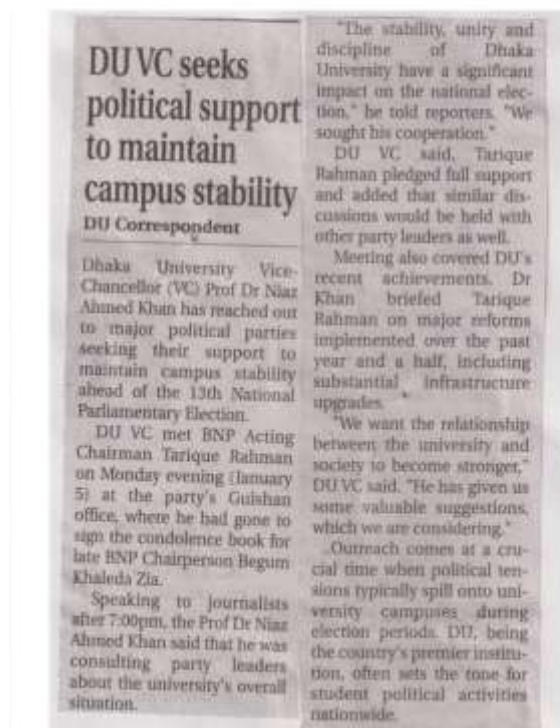 DU VC seeks
political support
to maintain
campus stability
DU Correspondent
Dhaka University Vice-
Chancellor (VC) Prof Dr Niaz
Ahmed Khan has reached out
to major political parties
seeking their support to
maintain campus stability
ahead of the 13th National
Parliamentary Election.
DU VC met BNP Acting
Chairman Tarique Rahman
on Monday evening (January
5) at the party's Gulshan
office, where he had gone to
sign the condolence book for
late BNP Chairperson Begum
Khaleda Zia.
Speaking to journalists
after 7:00pm, the Prof Dr Niaz
Ahmed Khan said that he was
consulting party leaders
about the university's overall
situation.
"The stability, unity and
discipline of Dhaka
University have a significant
impact on the national elec-
tion," he told reporters. "We
sought his cooperation."
DU VC said, Tarique
Rahman pledged full support
and added that similar dis-
cussions would be held with
other party leaders as well.
Meeting also covered DU's
recent achievements. Dr
Khan briefed Tarique
Rahman on major reforms
implemented over the past
year and a half, including
substantial infrastructure
upgrades. "
"We want the relationship
between the university and
society to become stronger,"
DU VC said. "He has given us
some valuable suggestions,
which we are considering."
Outreach comes at a cru-
cial time when political ten-
sions typically spill onto uni-
versity campuses during
election periods. DU, being
the country's premier institu-
tion, often sets the tone for
student political activities
nationwide.